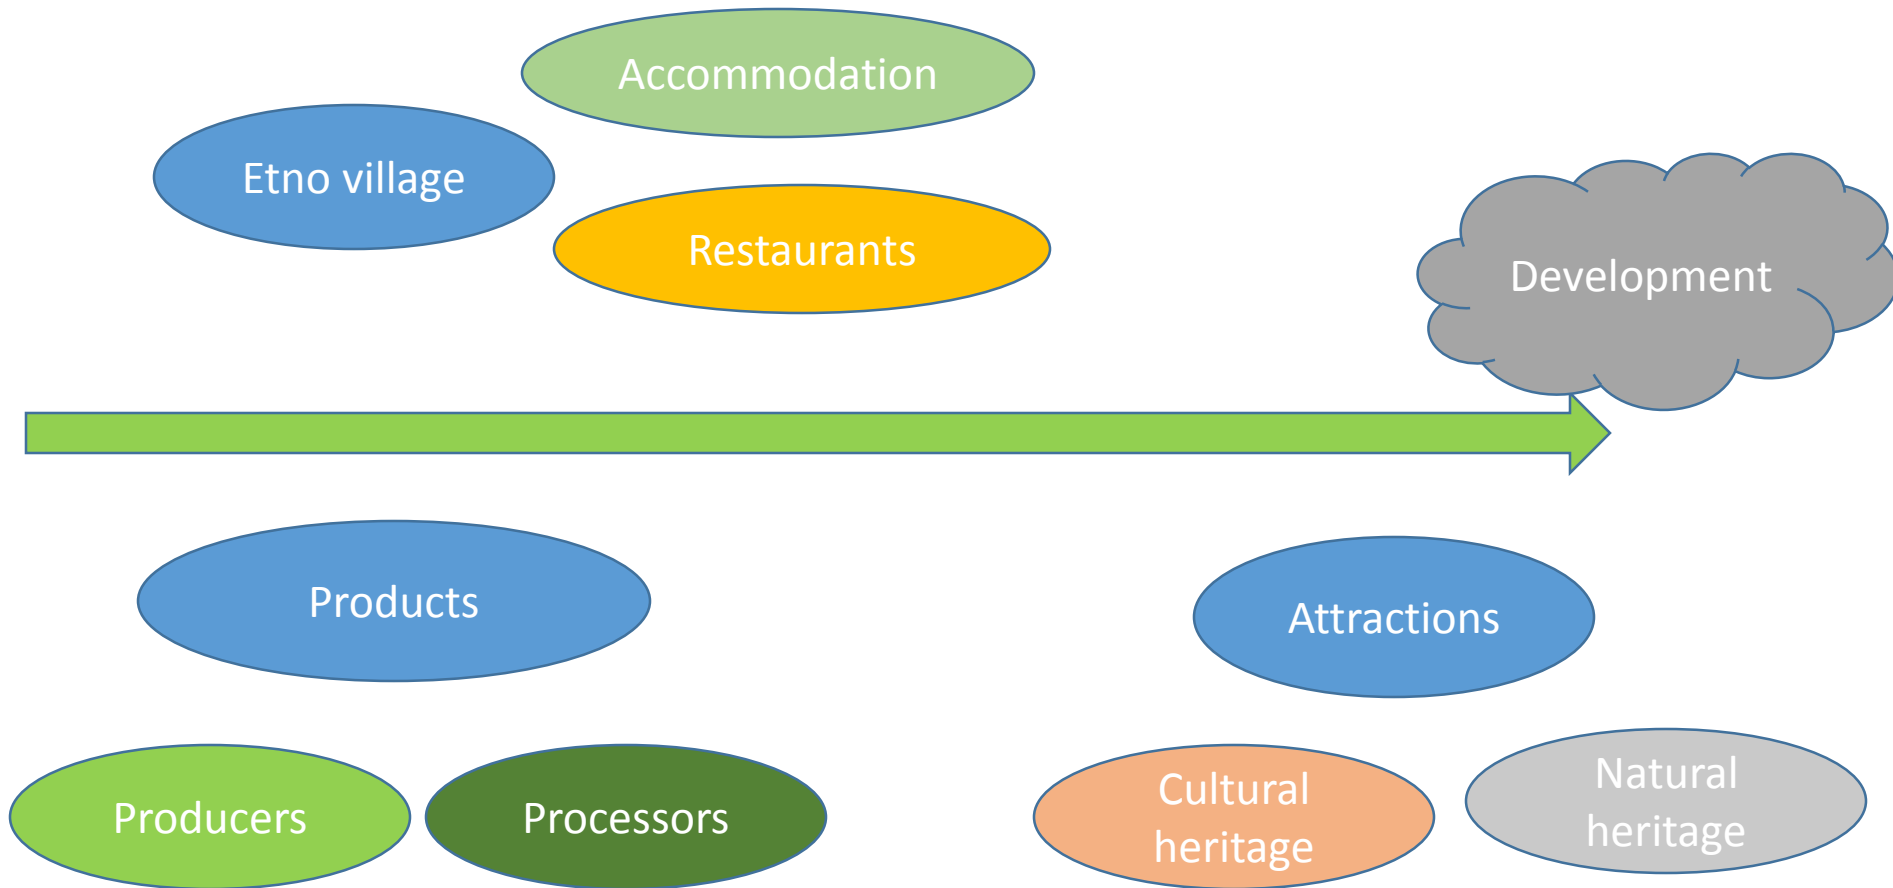 Accommodation
Etno village
Restaurants
Development
Products
Attractions
Producers
Processors
Cultural
heritage
Natural
heritage